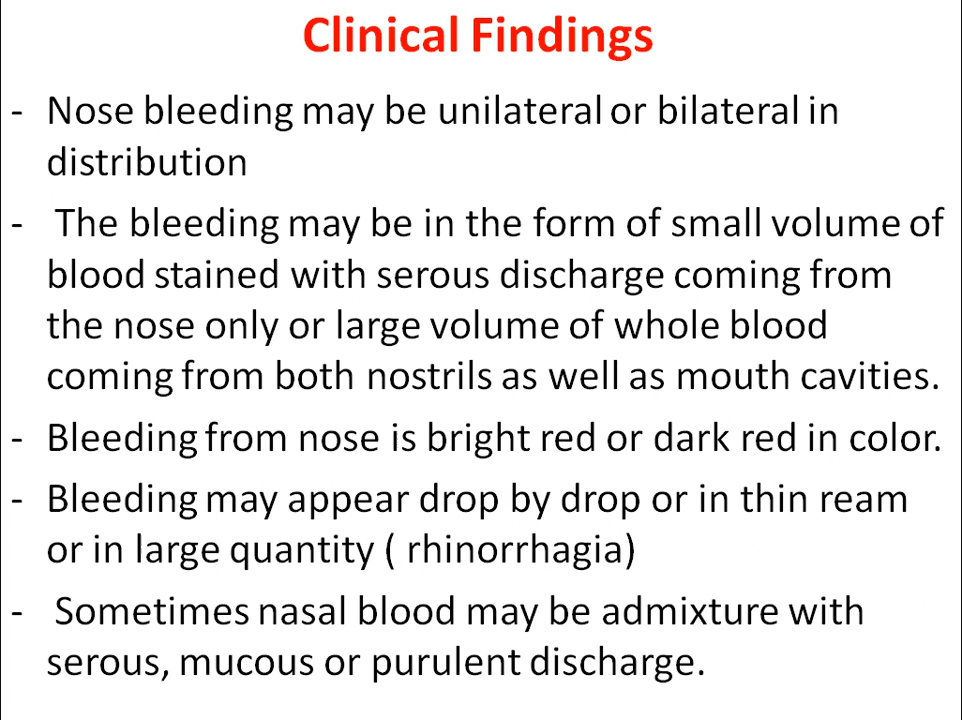 Clinical Findings
- Nose bleeding may be unilateral or bilateral in
distribution
- The bleeding may be in the form of small volume of
blood stained with serous discharge coming from
the nose only or large volume of whole blood
coming from both nostrils as well as mouth cavities.
- Bleeding from nose is bright red or dark red in color.
- Bleeding may appear drop by drop or in thin ream
or in large quantity ( rhinorrhagia)
- Sometimes nasal blood may be admixture with
serous, mucous or purulent discharge.